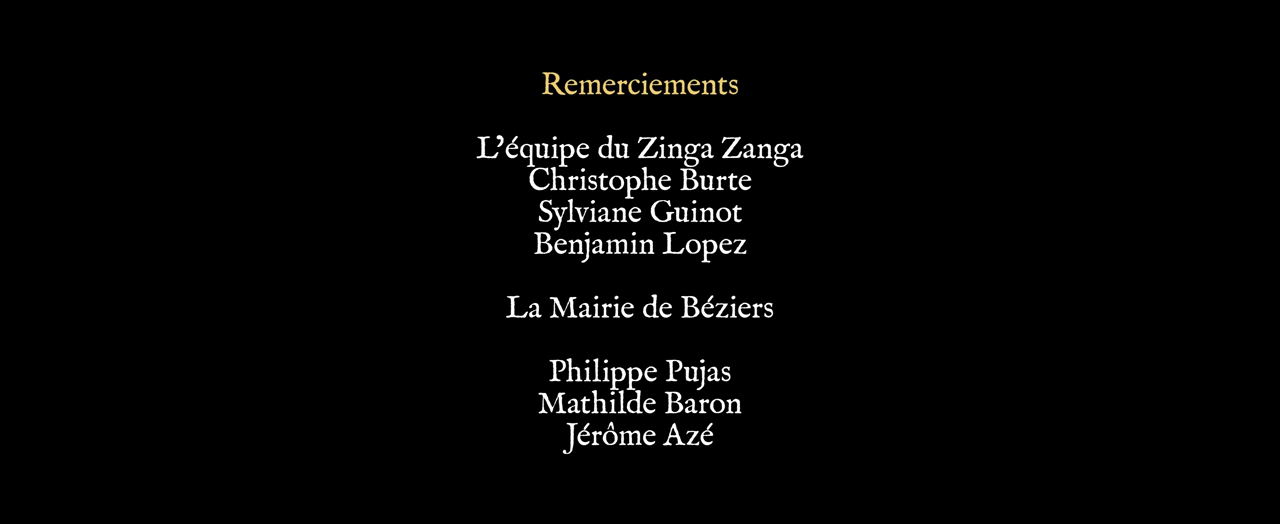 Remerciements
L'équipe du Zinga Zanga
Christophe Burte
Sylviane Guinot
Benjamin Lopez
La Mairie de Béziers
Philippe Pujas
Mathilde Baron
Jérôme Azé